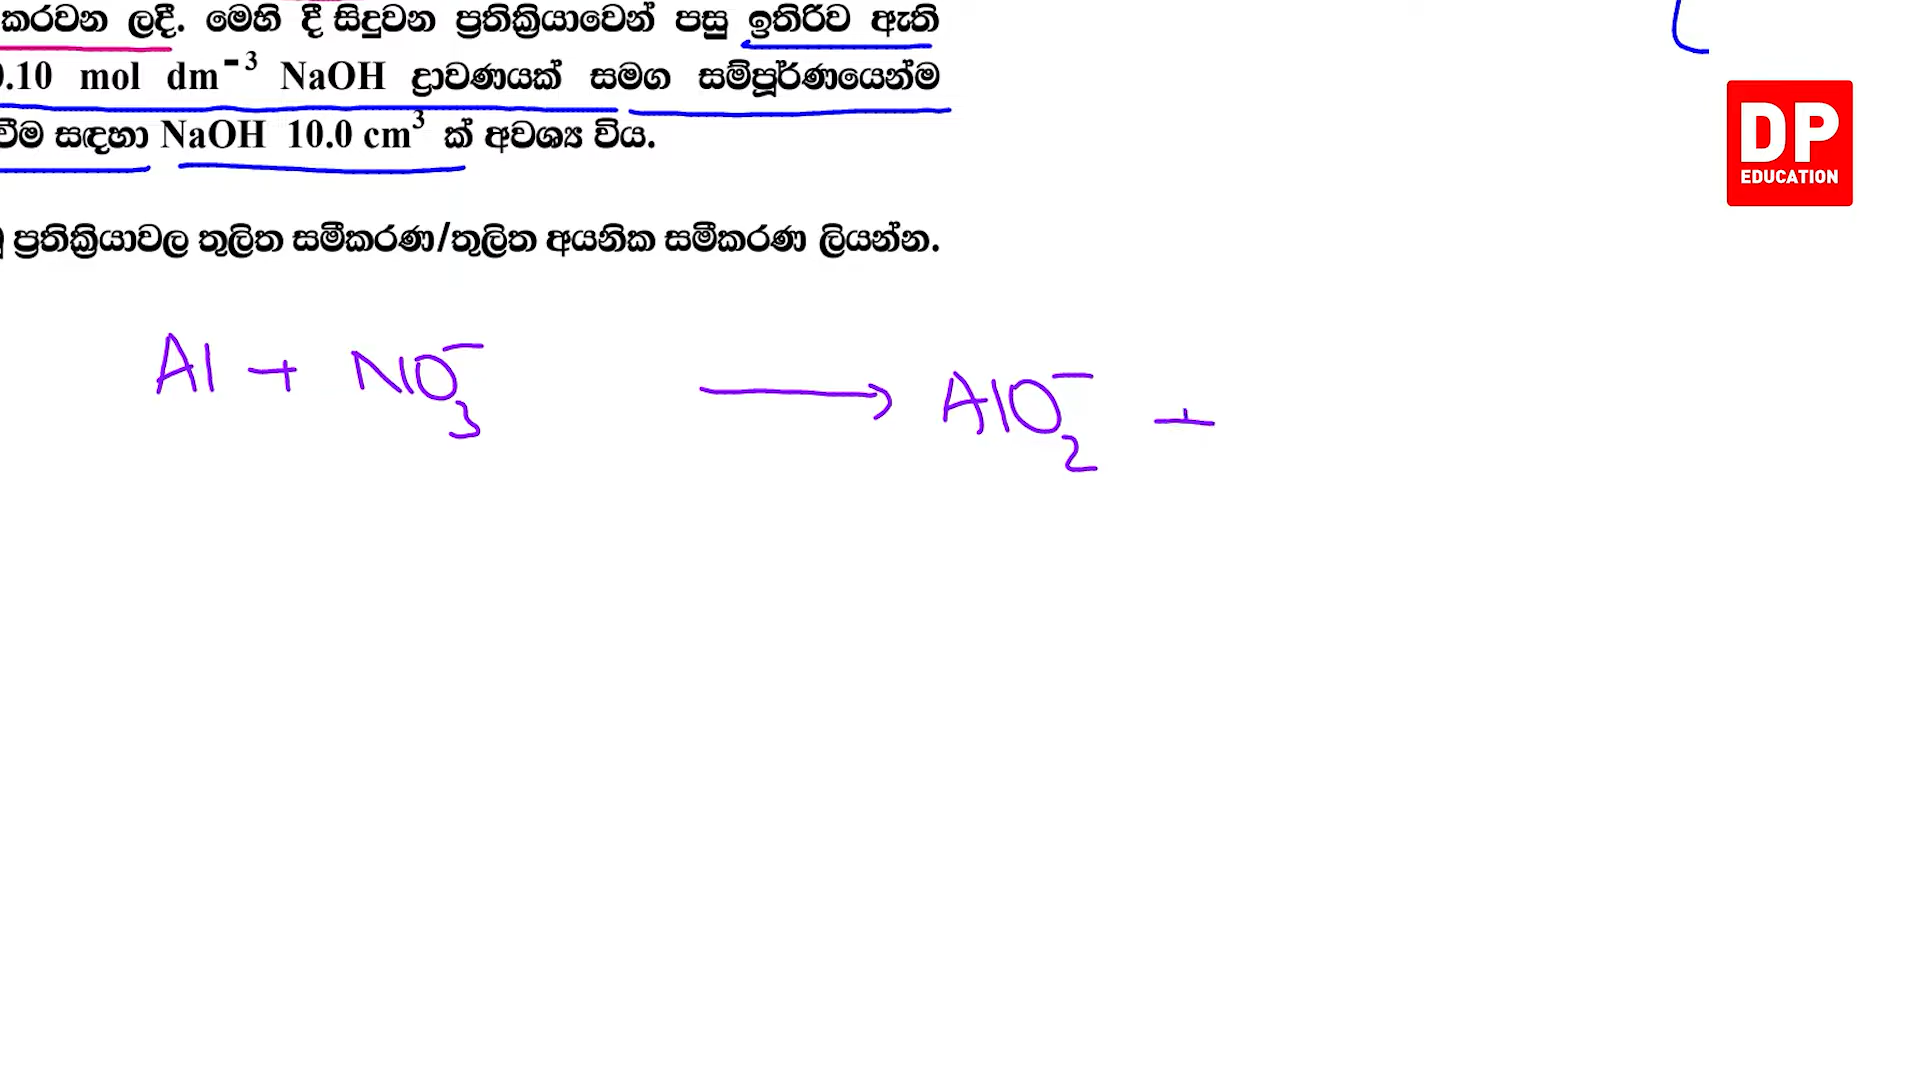 කරවන ලදී. මෙහි දී සිදුවන ප්‍රතික්‍රියාවෙන් පසු ඉතිරිව ඇති
.10 mol dm⁻³ NaOH ද්‍රාවණයක් සමග සම්පූර්ණයෙන්ම
වීම සඳහා NaOH 10.0 cm³ ක් අවශ්‍ය විය.
ප්‍රතික්‍රියාවල තුලිත සමීකරණ/තුලිත අයනික සමීකරණ ලියන්න.
Al + NO₃⁻ → AlO₂⁻ +
DP
EDUCATION